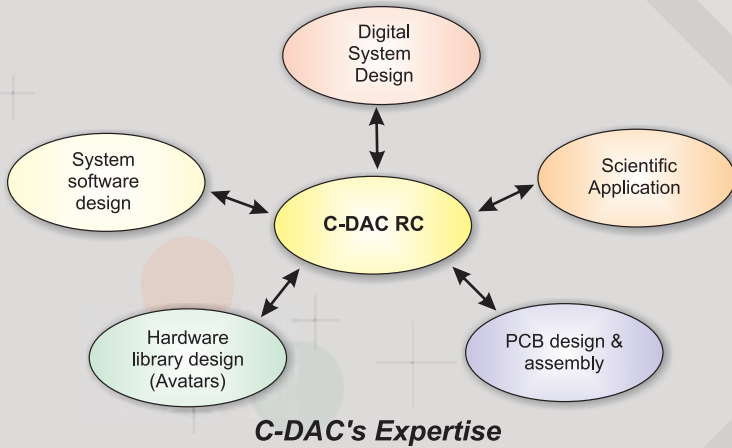 Digital
System
Design
System
software
design
Scientific
Application
C-DAC RC
Hardware
library design
(Avatars)
PCB design &
assembly
C-DAC's Expertise